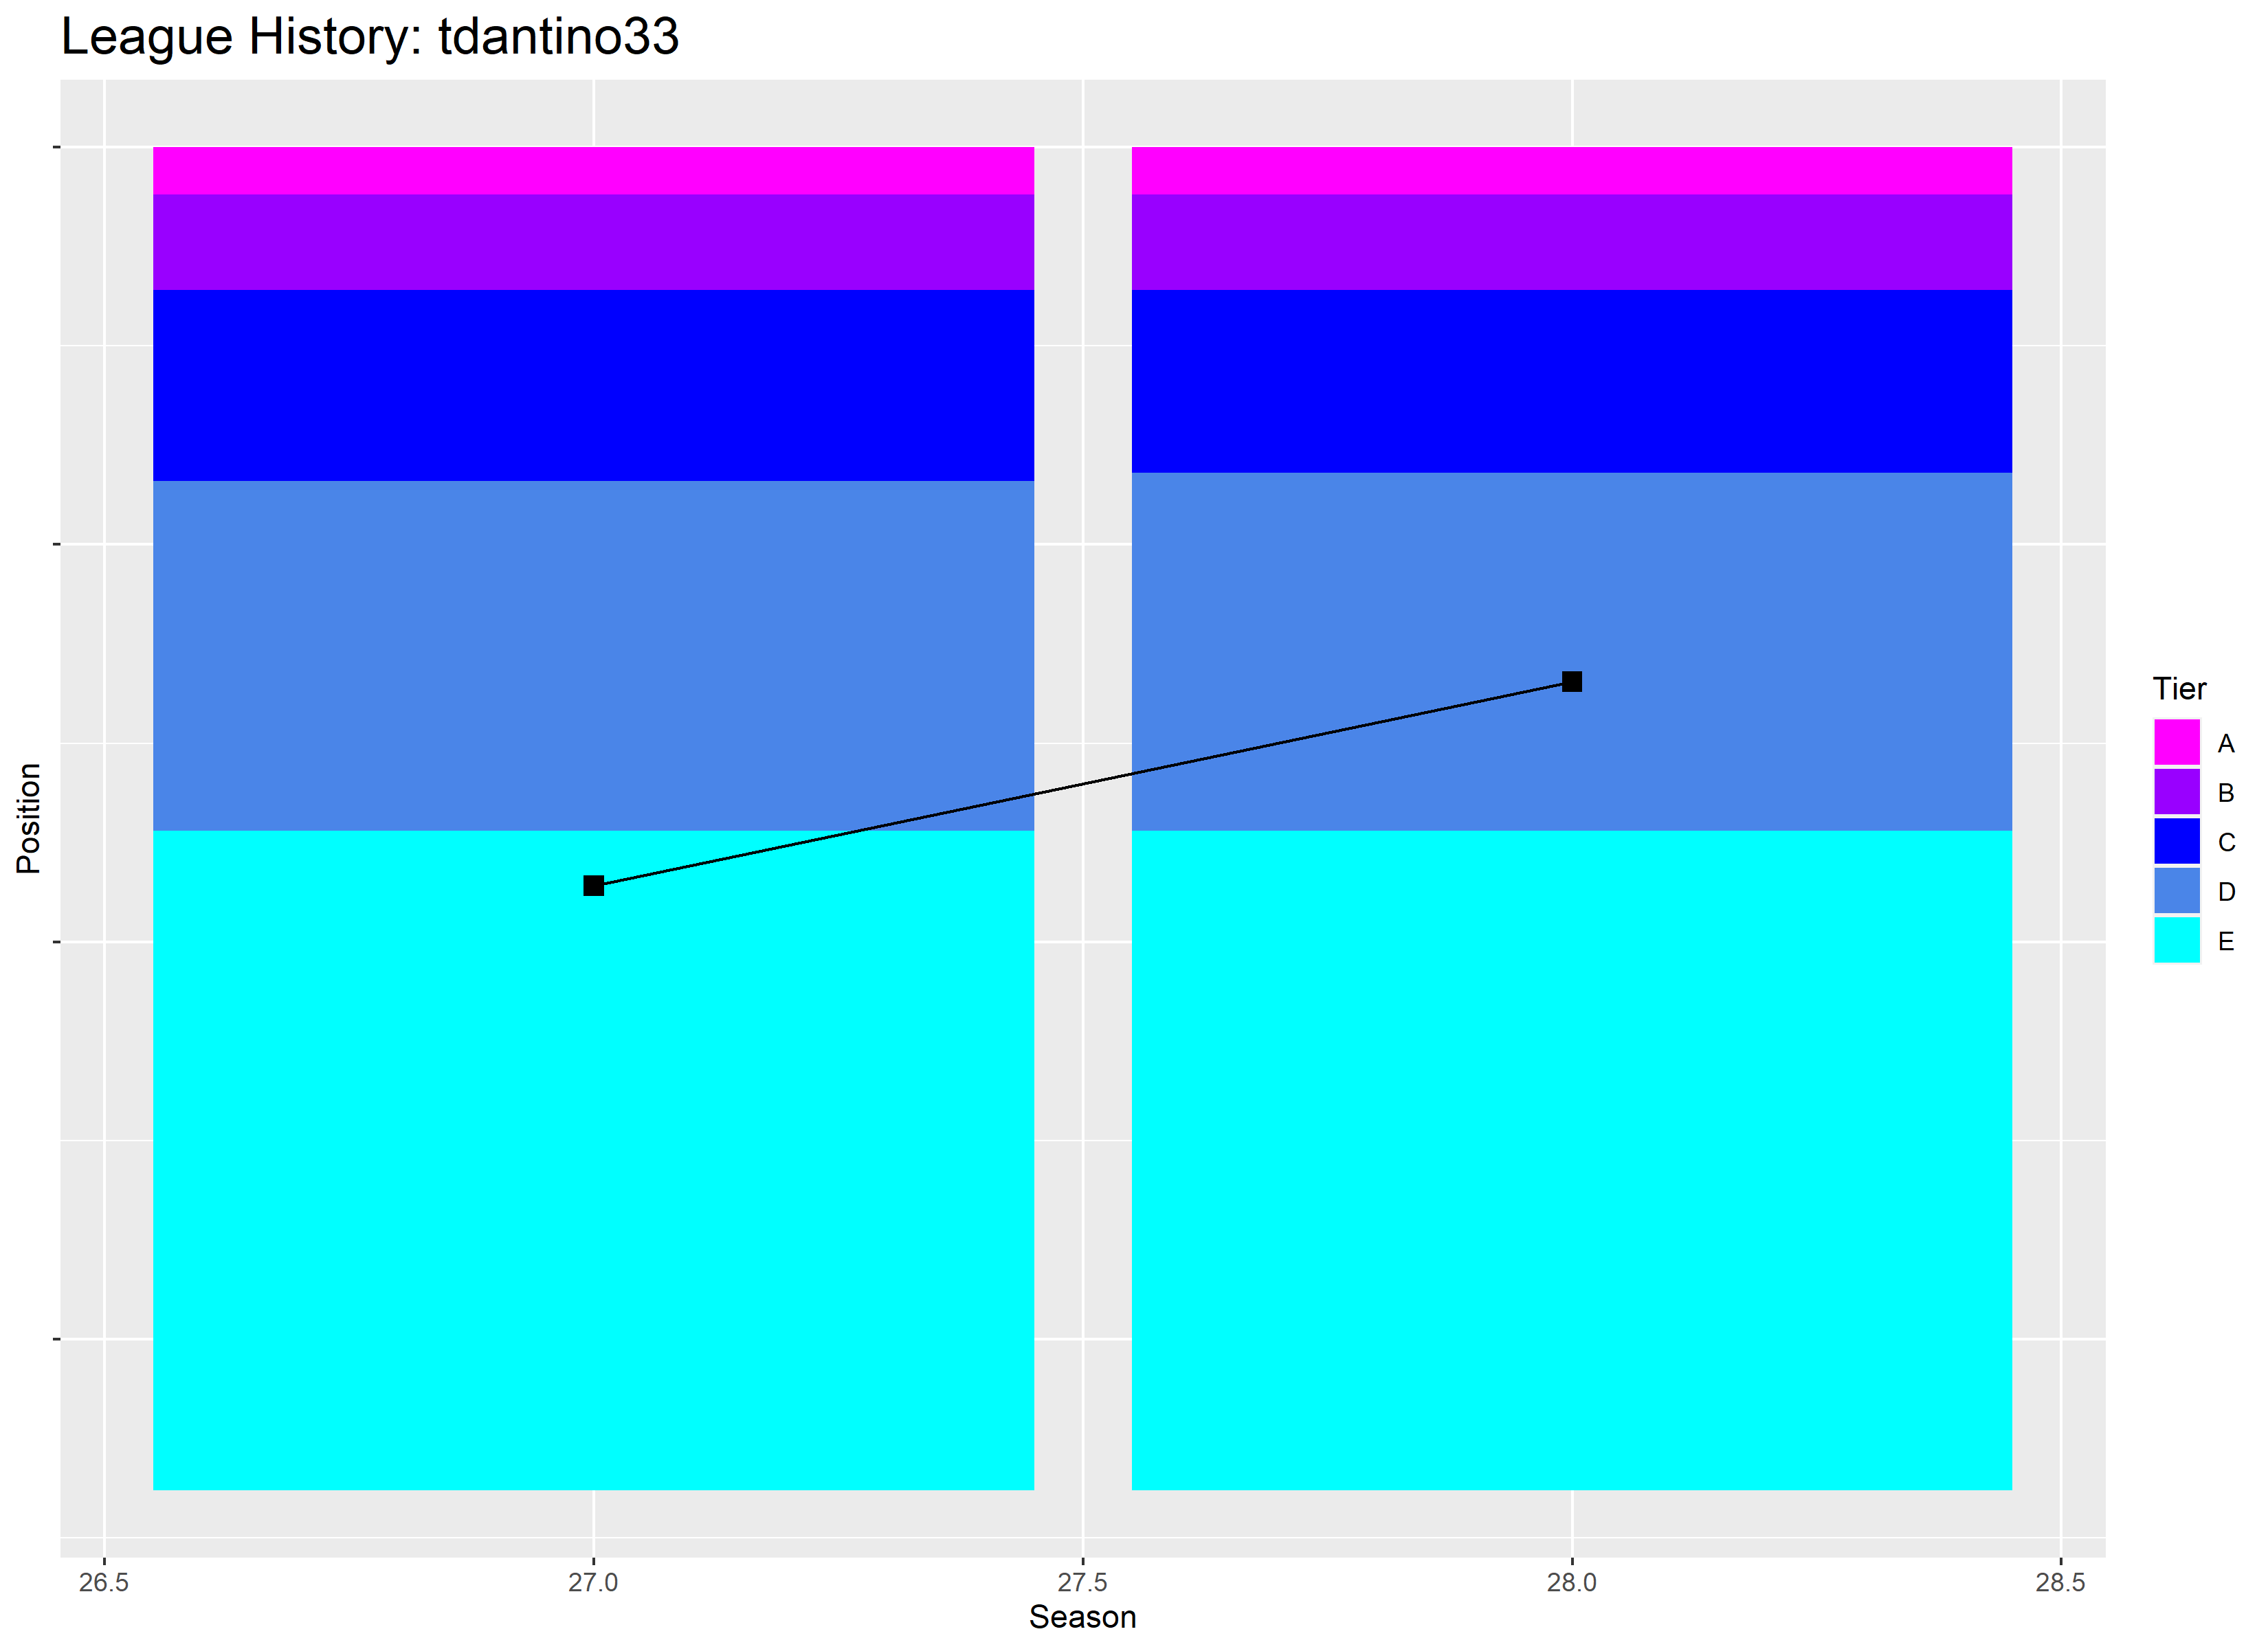 League History: tdantino33
Position
Tier
A
B
C
D
E
26.5 27.0 27.5 28.0 28.5
Season